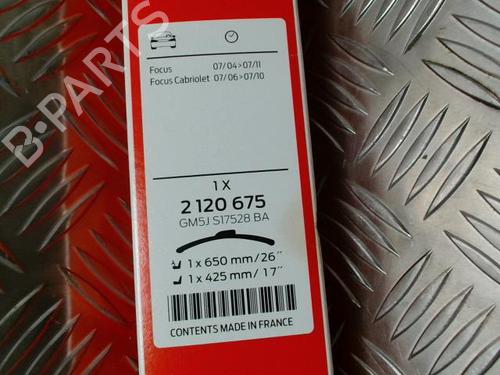 B-PARTS
Focus 07/04>07/11
Focus Cabriolet 07/06>07/10
1 X
2 120 675
GM5J S17528 BA
1 x 650 mm/26"
1 x 425 mm/17"
CONTENTS MADE IN FRANCE